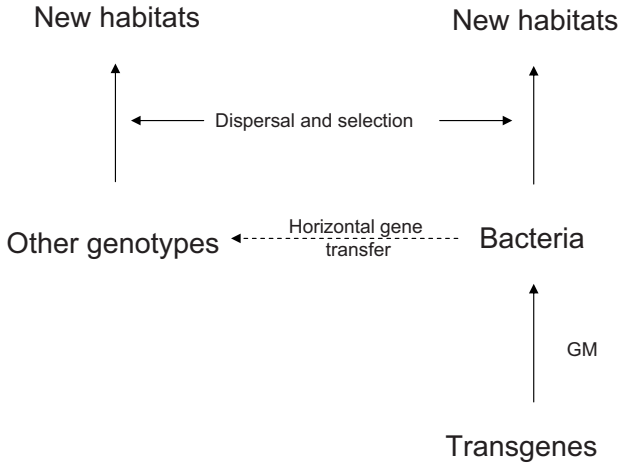 New habitats
New habitats
Dispersal and selection
Other genotypes
Horizontal gene
transfer
Bacteria
GM
Transgenes